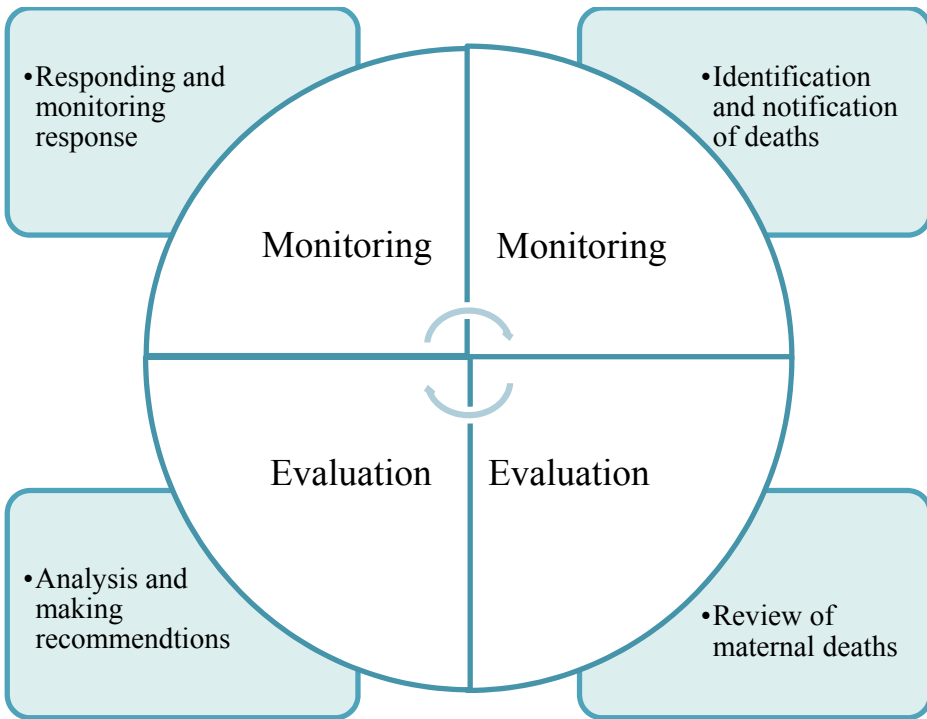 •Responding and
monitoring
response
•Identification
and notification
of deaths
Monitoring
Monitoring
Evaluation
Evaluation
•Analysis and
making
recommendtions
•Review of
maternal deaths